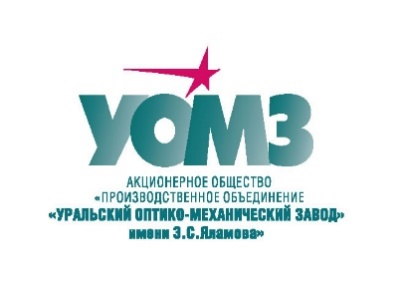 УОМЗ
АКЦИОНЕРНОЕ ОБЩЕСТВО
«ПРОИЗВОДСТВЕННОЕ ОБЪЕДИНЕНИЕ
«УРАЛЬСКИЙ ОПТИКО-МЕХАНИЧЕСКИЙ ЗАВОД»
имени Э.С.Яламова»